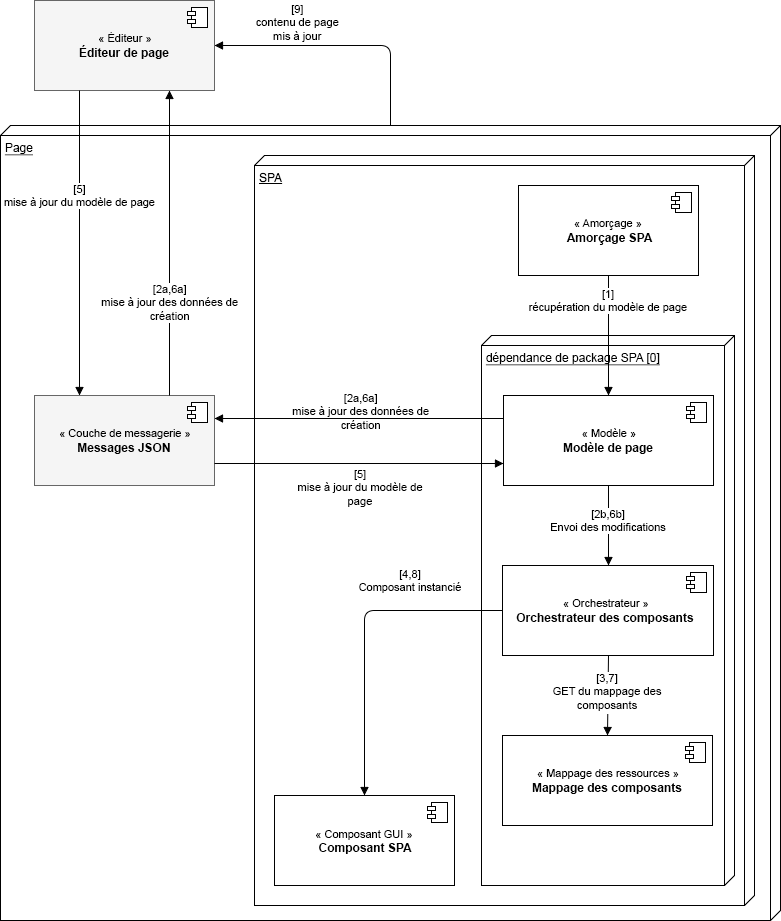 « Éditeur »
Éditeur de page
[9]
contenu de page
mis à jour
Page
SPA
[5]
mise à jour du modèle de page
« Amorçage »
Amorçage SPA
[2a,6a]
mise à jour des données de
création
[1]
récupération du modèle de page
dépendance de package SPA [0]
« Couche de messagerie »
Messages JSON
[2a,6a]
mise à jour des données de
création
« Modèle »
Modèle de page
[5]
mise à jour du modèle de
page
[2b,6b]
Envoi des modifications
[4,8]
Composant instancié
« Orchestrateur »
Orchestrateur des composants
[3,7]
GET du mappage des
composants
« Mappage des ressources »
Mappage des composants
« Composant GUI »
Composant SPA